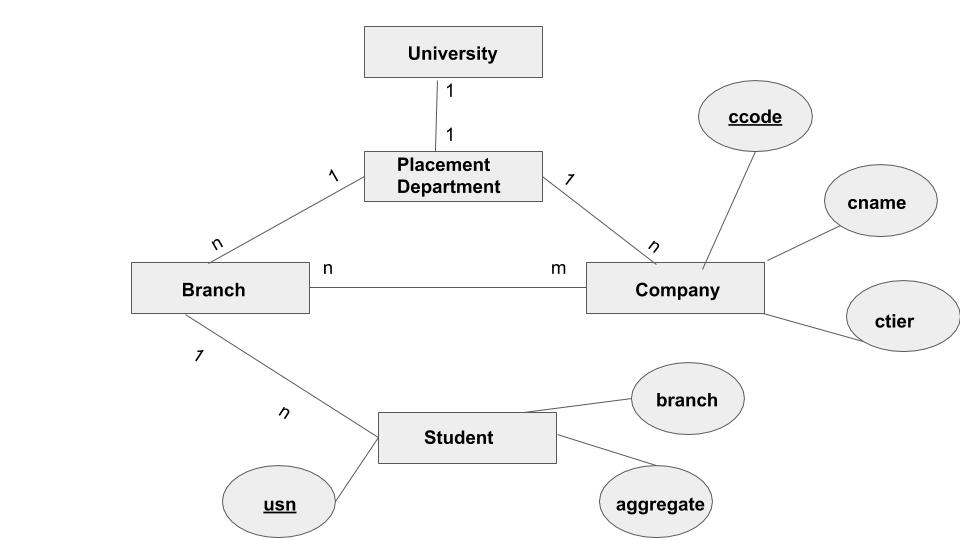 University
1
1
ccode
Placement
Department
1
1
cname
n
n
n
m
Branch
Company
ctier
1
n
branch
Student
usn
aggregate